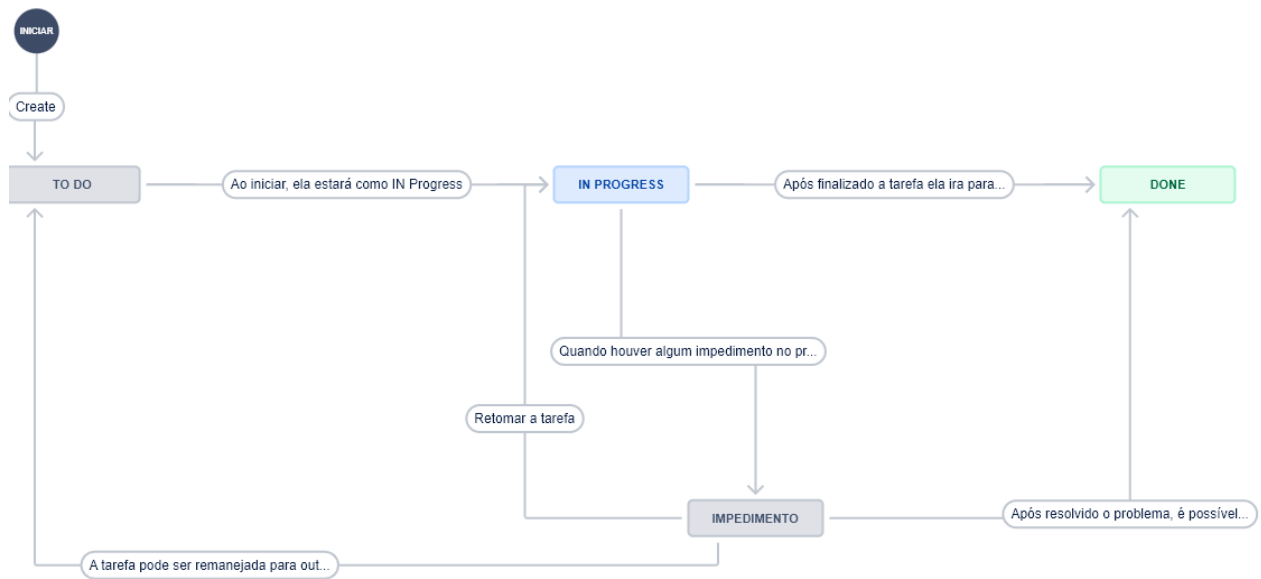 INICIAR
Create
TO DO
Ao iniciar, ela estará como IN Progress
IN PROGRESS
Após finalizado a tarefa ela ira para...
DONE
Quando houver algum impedimento no pr...
Retomar a tarefa
IMPEDIMENTO
Após resolvido o problema, é possível...
A tarefa pode ser remanejada para out...